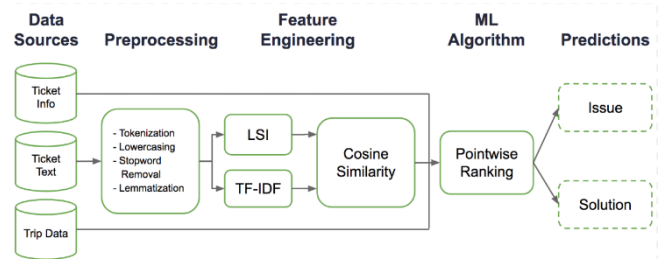 Data
Sources
Preprocessing
Feature
Engineering
ML
Algorithm
Predictions
Ticket
Info
Ticket
Text
Trip Data
- Tokenization
- Lowercasing
- Stopword
Removal
- Lemmatization
LSI
TF-IDF
Cosine
Similarity
Pointwise
Ranking
Issue
Solution